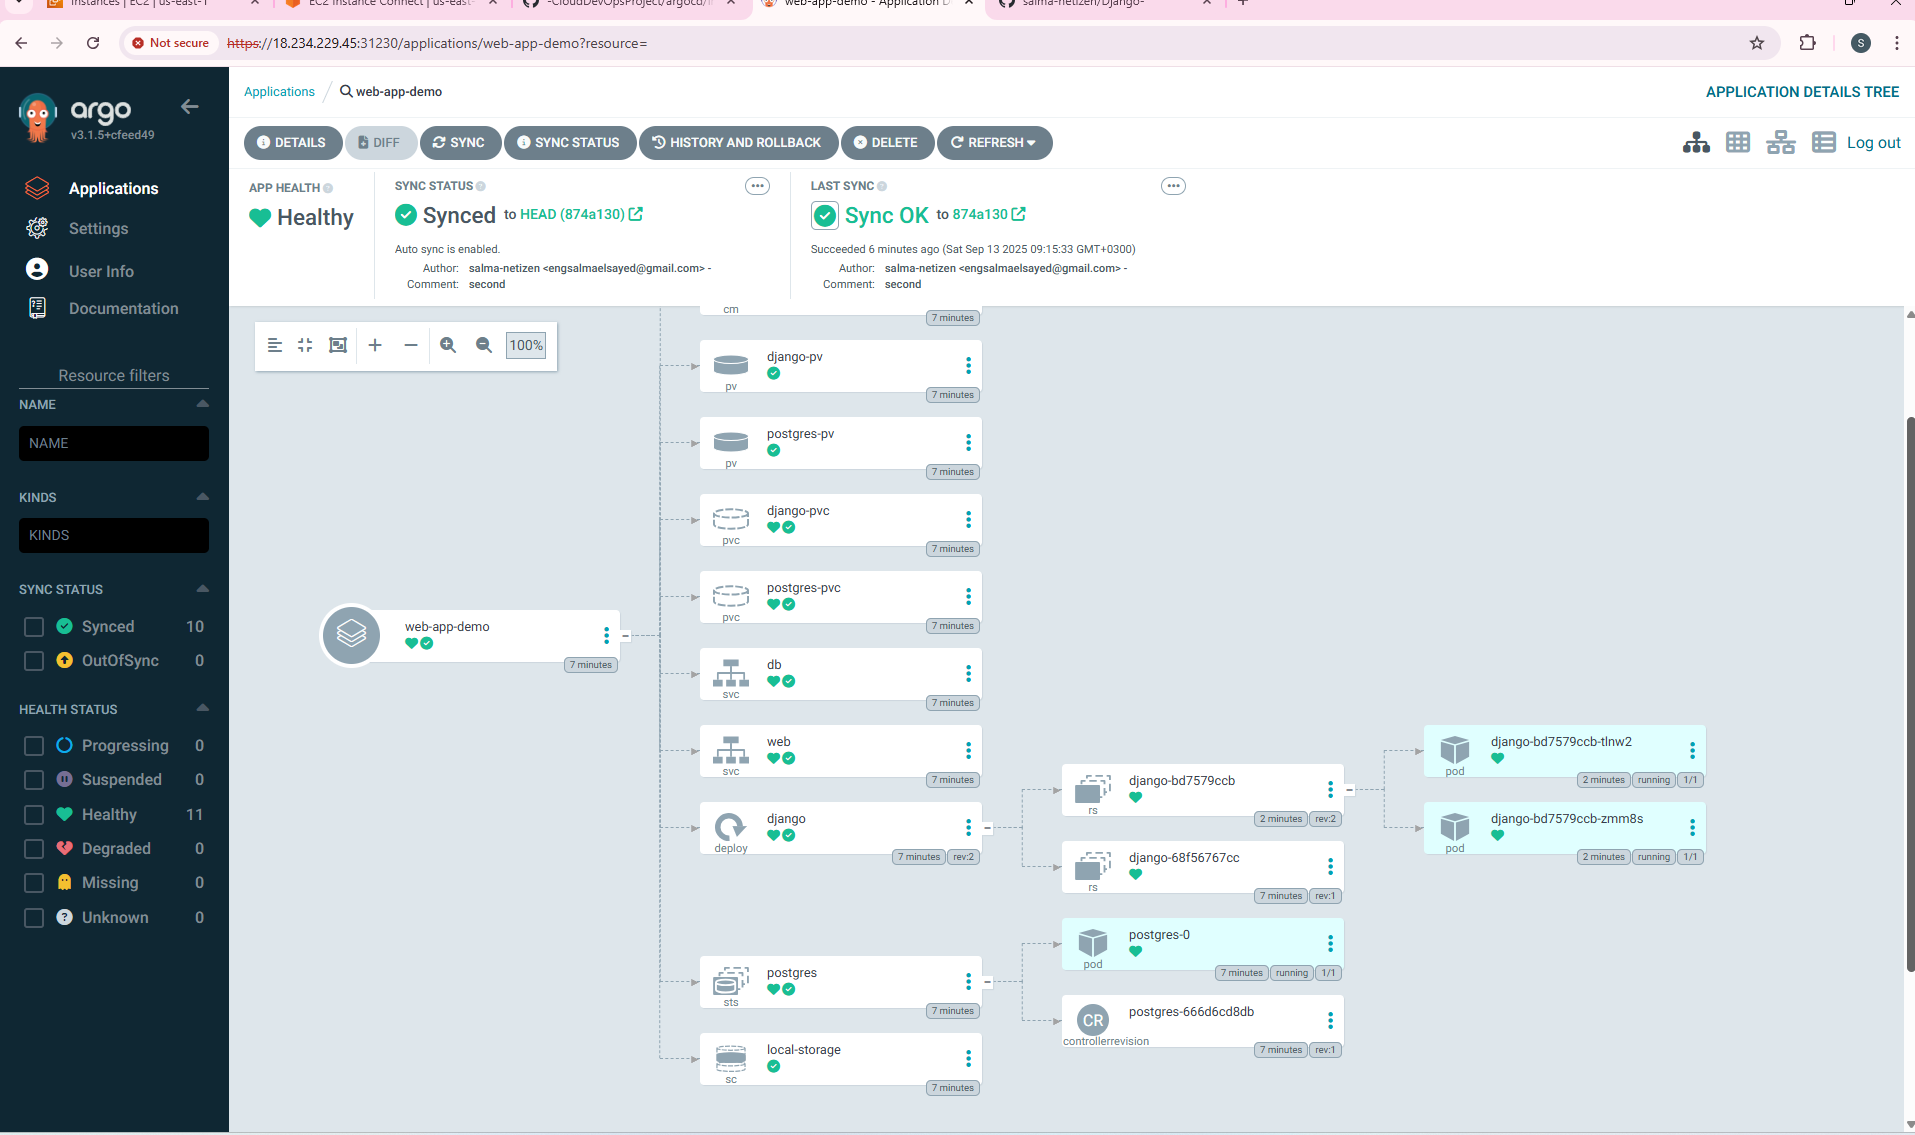 Instances | EC2 | us-east-1
EC2 Instance Connect | us-east-
-CloudDevOpsProject/argocd/
web-app-demo - Application D
salma-netizen/Django-
Not secure
https://18.234.229.45:31230/applications/web-app-demo?resource=
S
argo
v3.1.5+cfeed49
Applications
Settings
User Info
Documentation
Resource filters
NAME
NAME
KINDS
KINDS
SYNC STATUS
Synced 10
OutOfSync 0
HEALTH STATUS
Progressing 0
Suspended 0
Healthy 11
Degraded 0
Missing 0
Unknown 0
Applications / web-app-demo
APPLICATION DETAILS TREE
DETAILS DIFF SYNC SYNC STATUS HISTORY AND ROLLBACK DELETE REFRESH
Log out
APP HEALTH
Healthy
SYNC STATUS
Synced to HEAD (874a130)
Auto sync is enabled.
Author: salma-netizen <engsalmaelsayed@gmail.com> -
Comment: second
LAST SYNC
Sync OK to 874a130
Succeeded 6 minutes ago (Sat Sep 13 2025 09:15:33 GMT+0300)
Author: salma-netizen <engsalmaelsayed@gmail.com> -
Comment: second
100%
web-app-demo
7 minutes
cm
7 minutes
django-pv
pv
7 minutes
postgres-pv
pv
7 minutes
django-pvc
pvc
7 minutes
postgres-pvc
pvc
7 minutes
db
svc
7 minutes
web
svc
7 minutes
django
deploy
7 minutes rev:2
postgres
sts
7 minutes
local-storage
sc
7 minutes
django-bd7579ccb
rs
2 minutes rev:2
django-68f56767cc
rs
7 minutes rev:1
postgres-0
pod
7 minutes running 1/1
CR
postgres-666d6cd8db
controllerrevision
7 minutes rev:1
django-bd7579ccb-tlnw2
pod
2 minutes running 1/1
django-bd7579ccb-zmm8s
pod
2 minutes running 1/1